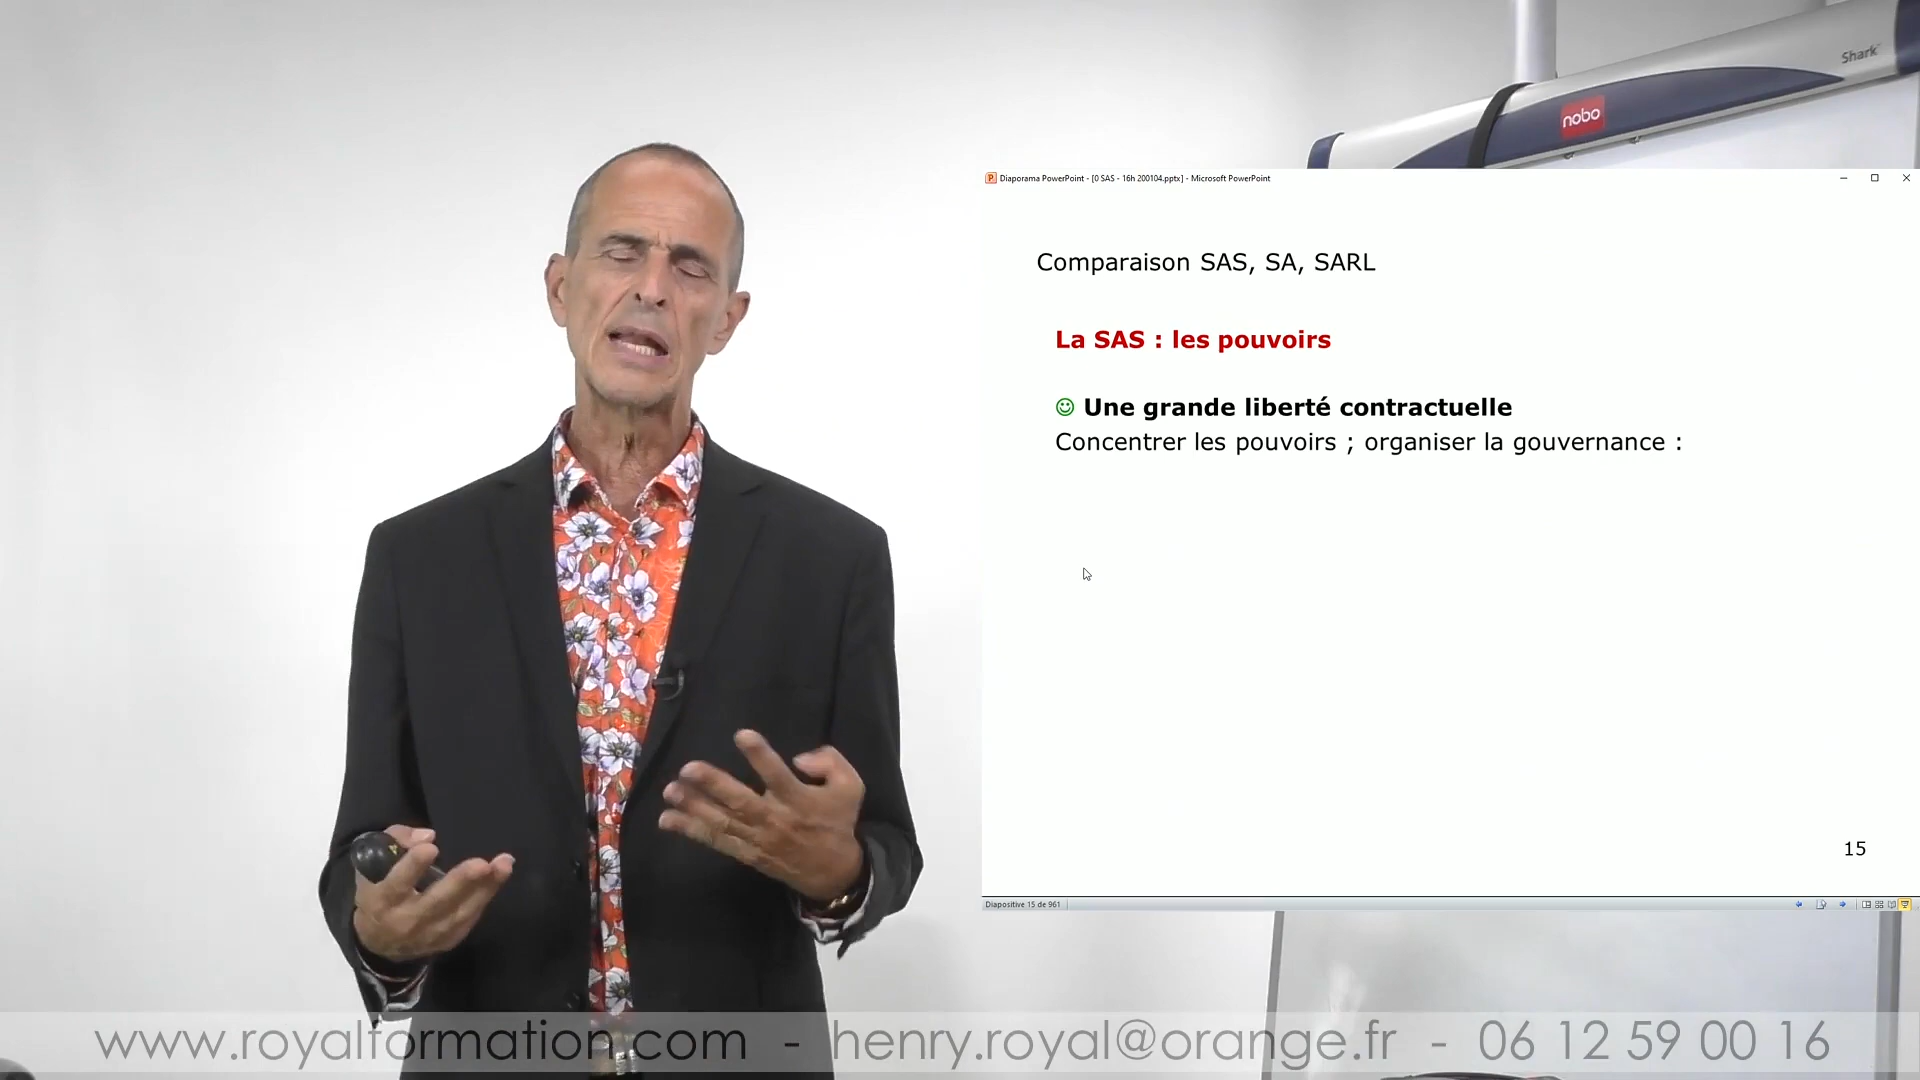 Shark
nobo
Diaporama PowerPoint - [0 SAS - 16h 200104.pptx] - Microsoft PowerPoint
Comparaison SAS, SA, SARL
La SAS : les pouvoirs
☺ Une grande liberté contractuelle
Concentrer les pouvoirs ; organiser la gouvernance :
15
Diapositive 15 de 961
www.royalformation.com - henry.royal@orange.fr - 06 12 59 00 16